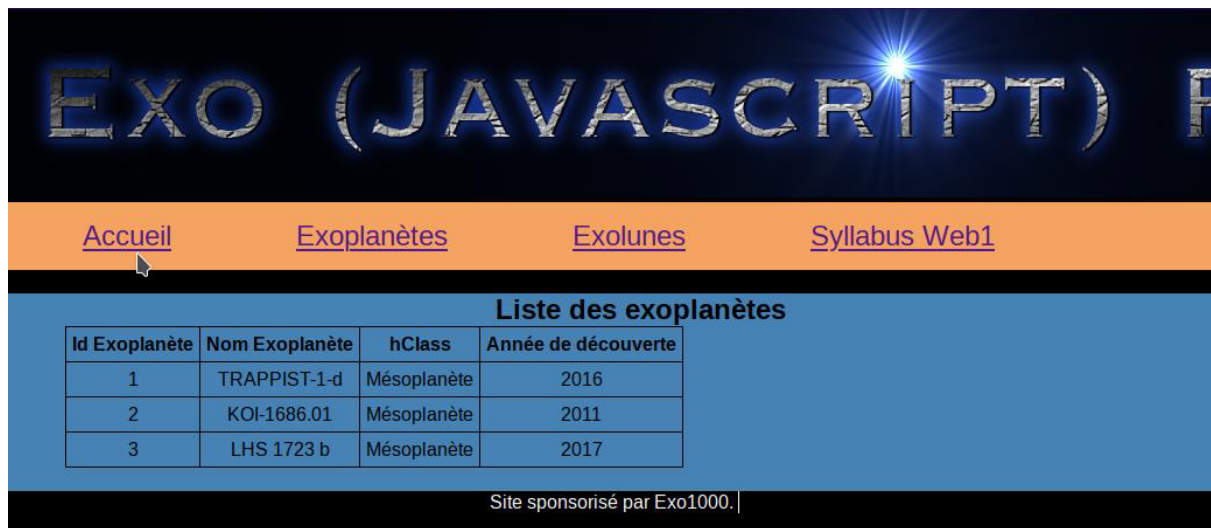 Exo (Javascript)
Accueil Exoplanètes Exolunes Syllabus Web1
Liste des exoplanètes
Id Exoplanète Nom Exoplanète hClass Année de découverte
1 TRAPPIST-1-d Mésoplanète 2016
2 KOI-1686.01 Mésoplanète 2011
3 LHS 1723 b Mésoplanète 2017
Site sponsorisé par Exo1000.